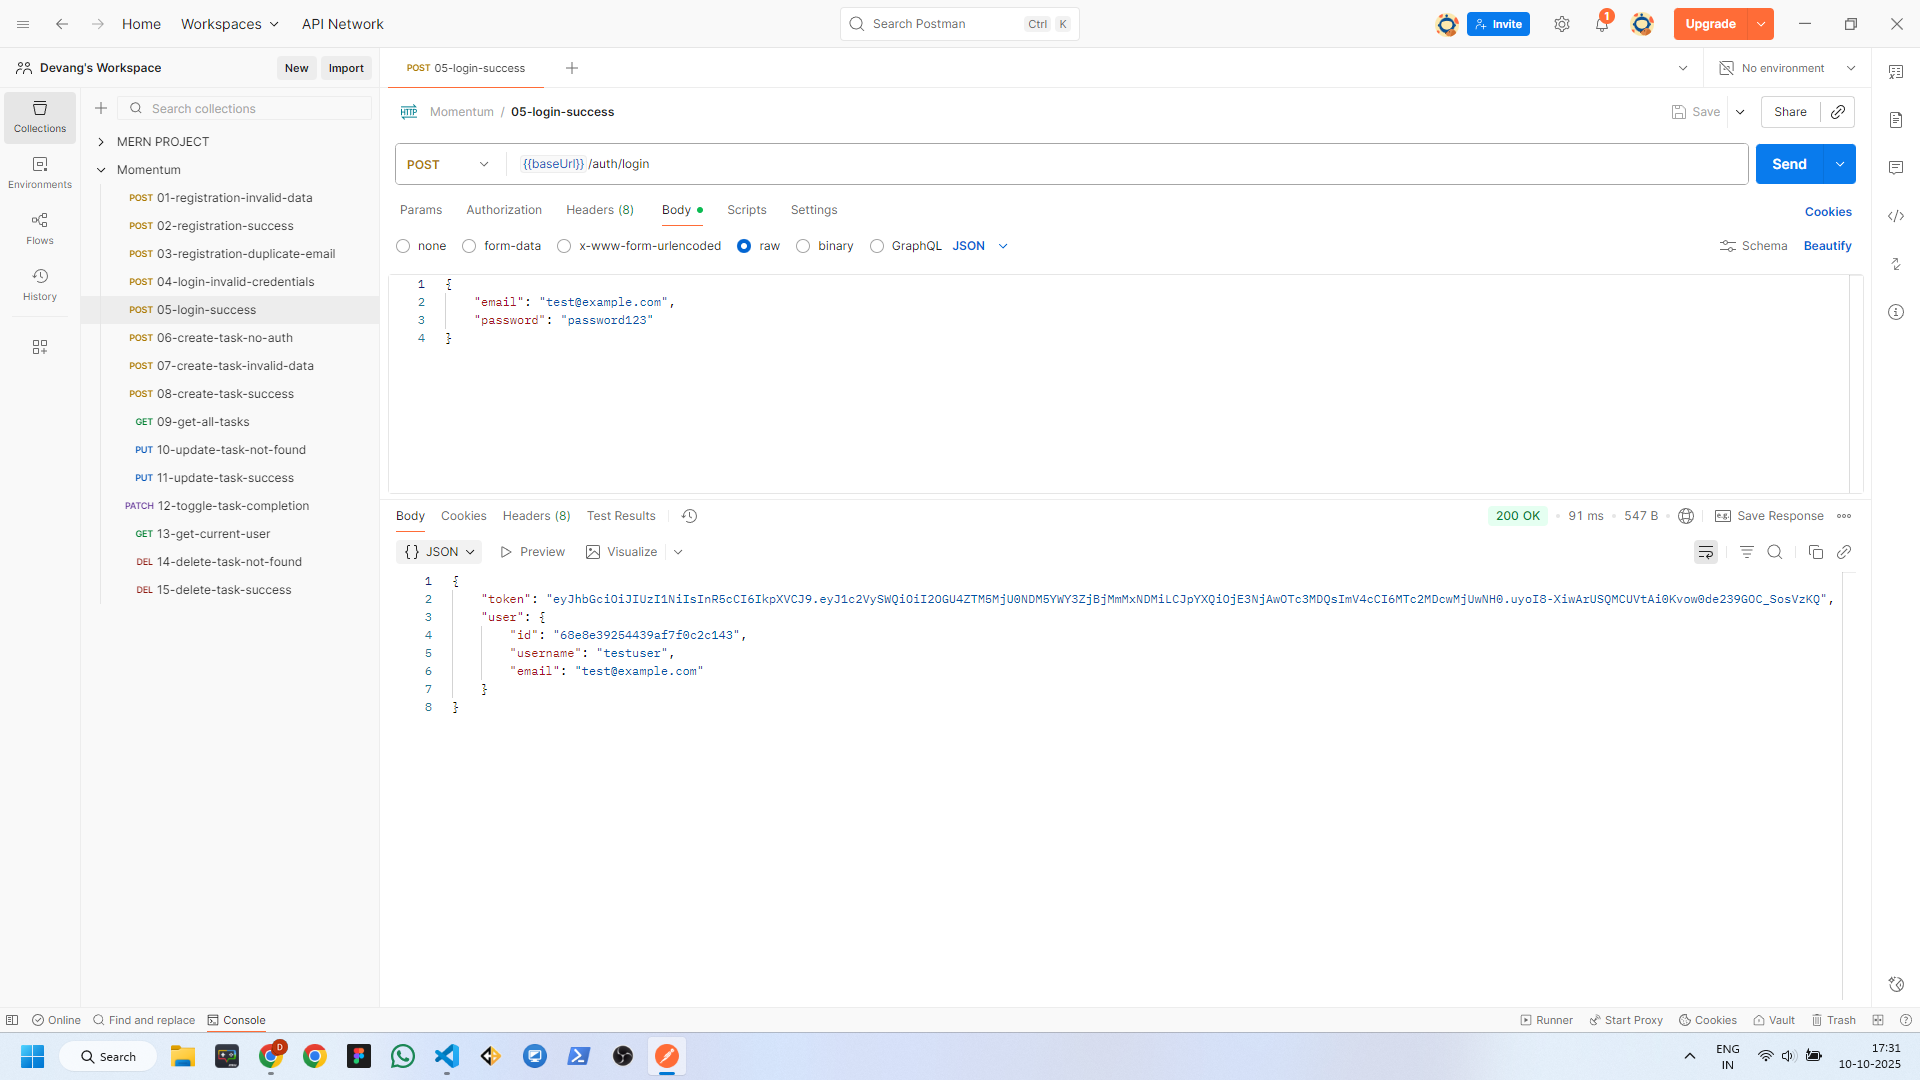 Home
Workspaces
API Network
Search Postman
Ctrl K
Invite
1
Upgrade
Devang's Workspace
New
Import
POST 05-login-success
No environment
Collections
Environments
Flows
History
Search collections
MERN PROJECT
Momentum
POST 01-registration-invalid-data
POST 02-registration-success
POST 03-registration-duplicate-email
POST 04-login-invalid-credentials
POST 05-login-success
POST 06-create-task-no-auth
POST 07-create-task-invalid-data
POST 08-create-task-success
GET 09-get-all-tasks
PUT 10-update-task-not-found
PUT 11-update-task-success
PATCH 12-toggle-task-completion
GET 13-get-current-user
DEL 14-delete-task-not-found
DEL 15-delete-task-success
HTTP Momentum / 05-login-success
Save
Share
POST
{{baseUrl}} /auth/login
Send
Params Authorization Headers (8) Body Scripts Settings
Cookies
none form-data x-www-form-urlencoded raw binary GraphQL JSON
Schema Beautify
1 {
2 "email": "test@example.com",
3 "password": "password123"
4 }
Body Cookies Headers (8) Test Results
200 OK • 91 ms • 547 B
e.g. Save Response
{} JSON Preview Visualize
1 {
2 "token": "eyJhbGciOiJIUzI1NiIsInR5cCI6IkpXVCJ9.eyJ1c2VySWQiOiI2OGU4ZTM5MjU0NDM5YWY3ZjBjMmMxNDMiLCJpYXQiOjE3NjAwOTc3MDQsImV4cCI6MTc2MDcwMjUwNH0.uyoI8-XiwArUSQMCUVtAi0Kvow0de239GOC_SosVzKQ",
3 "user": {
4 "id": "68e8e39254439af7f0c2c143",
5 "username": "testuser",
6 "email": "test@example.com"
7 }
8 }
Online Find and replace Console
Runner Start Proxy Cookies Vault Trash
Search
D
ENG
IN
17:31
10-10-2025